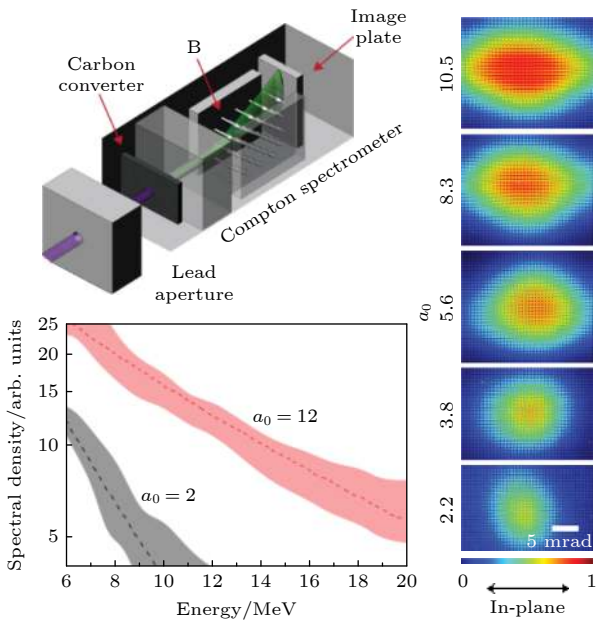 Carbon
converter
B
Image
plate
Compton spectrometer
Lead
aperture
Spectral density/arb. units
25
20
15
10
5
a₀ = 12
a₀ = 2
6 8 10 12 14 16 18 20
Energy/MeV
a₀
10.5
8.3
5.6
3.8
2.2
5 mrad
0 1
In-plane